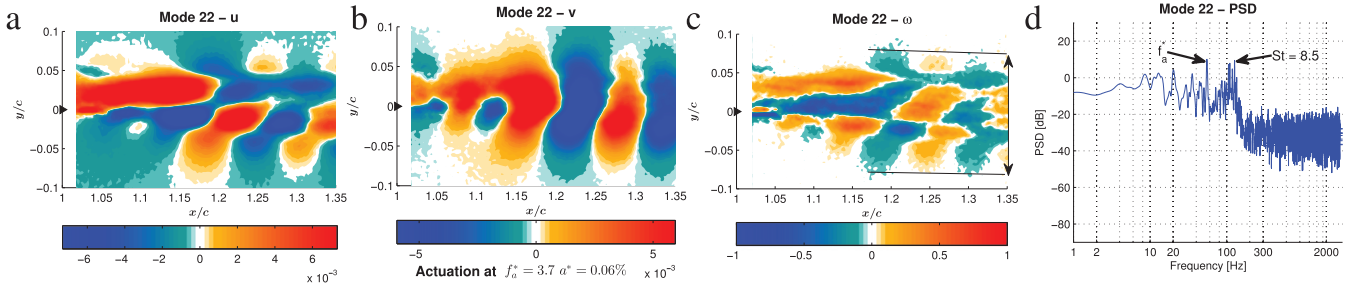 a
Mode 22 – u
0.1
0.05
0
−0.05
−0.1
y/c
1 1.05 1.1 1.15 1.2 1.25 1.3 1.35
x/c
−6 −4 −2 0 2 4 6
x 10⁻³
b
Mode 22 – v
0.1
0.05
0
−0.05
−0.1
y/c
1 1.05 1.1 1.15 1.2 1.25 1.3 1.35
x/c
−5 0 5
x 10⁻³
Actuation at f*ₐ = 3.7 a* = 0.06%
c
Mode 22 – ω
0.1
0.05
0
−0.05
−0.1
y/c
1 1.05 1.1 1.15 1.2 1.25 1.3 1.35
x/c
−1 −0.5 0 0.5 1
d
Mode 22 – PSD
f*ₐ
St = 8.5
20
0
−20
−40
−60
−80
PSD [dB]
1 2 10 20 100 300 2000
Frequency [Hz]